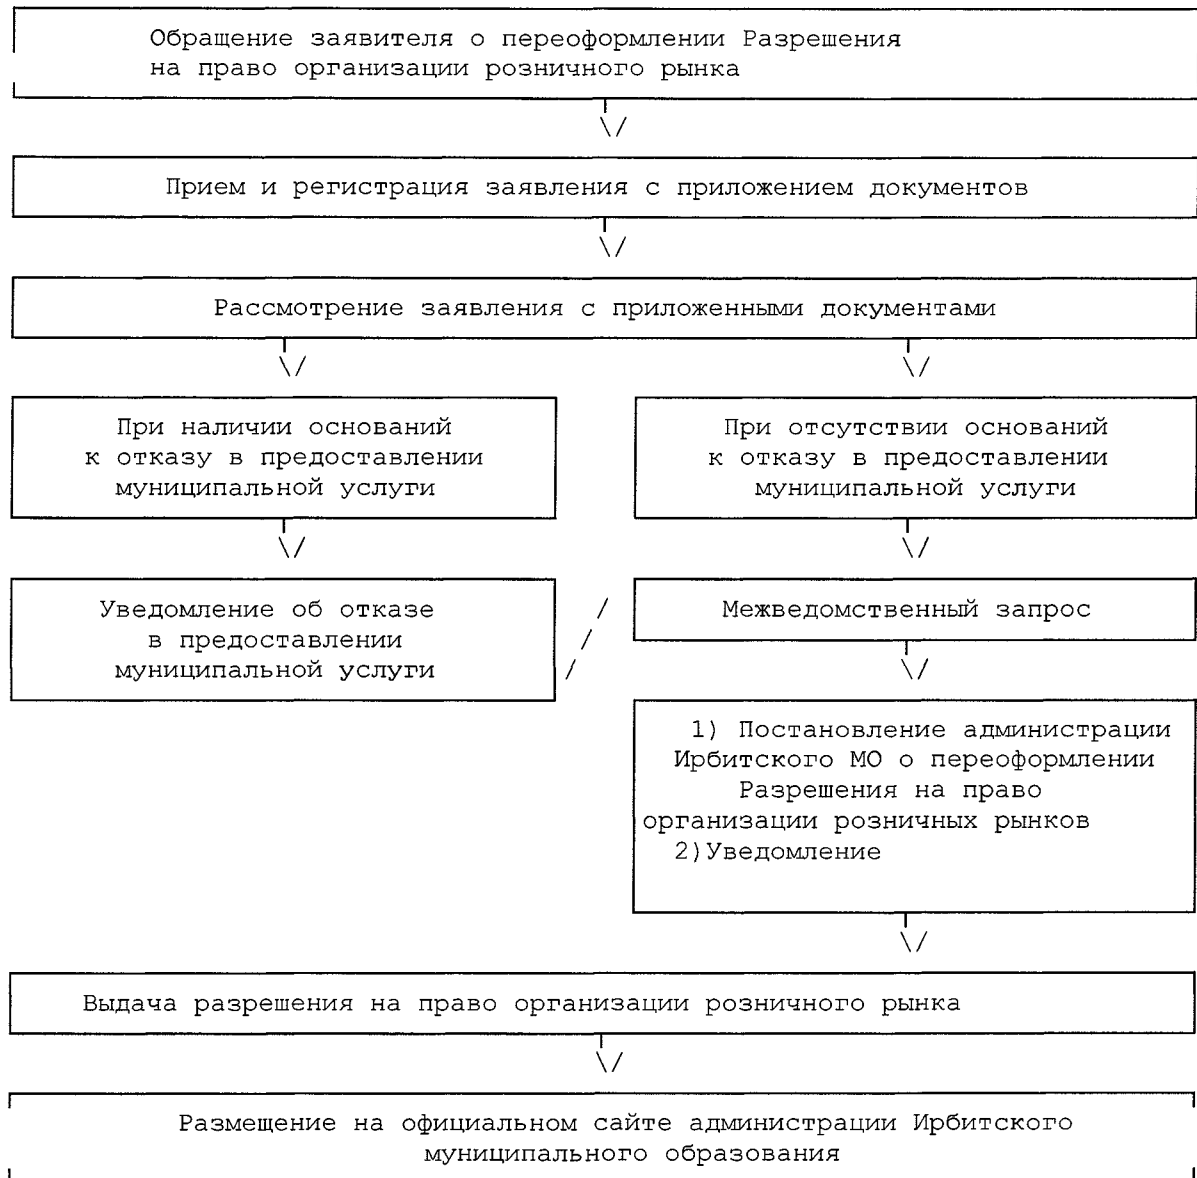 Обращение заявителя о переоформлении Разрешения
на право организации розничного рынка
Прием и регистрация заявления с приложением документов
Рассмотрение заявления с приложенными документами
При наличии оснований
к отказу в предоставлении
муниципальной услуги
При отсутствии оснований
к отказу в предоставлении
муниципальной услуги
Уведомление об отказе
в предоставлении
муниципальной услуги
Межведомственный запрос
1) Постановление администрации
Ирбитского МО о переоформлении
Разрешения на право
организации розничных рынков
2)Уведомление
Выдача разрешения на право организации розничного рынка
Размещение на официальном сайте администрации Ирбитского
муниципального образования